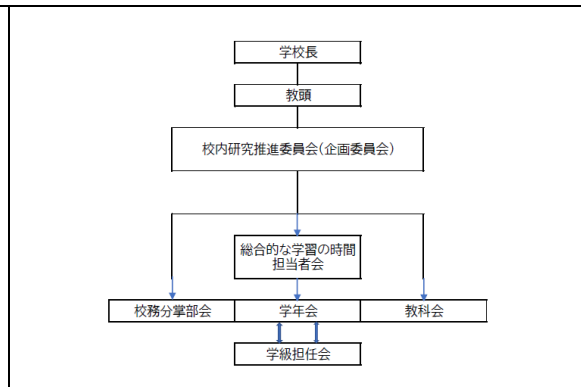 学校長
教頭
校内研究推進委員会(企画委員会)
総合的な学習の時間
担当者会
校務分掌部会
学年会
教科会
学級担任会